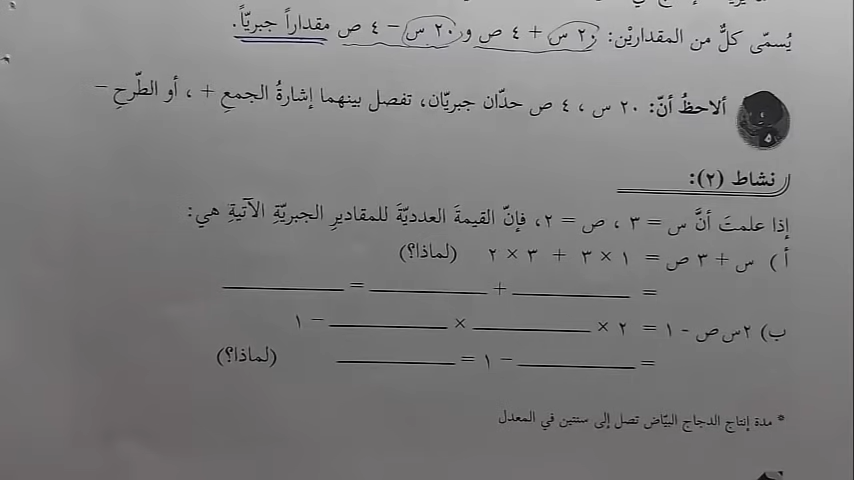 يُسمّى كلٌّ من المقداريْن: ٢٠ س + ٤ ص و ٢٠ س − ٤ ص مقداراً جبريّاً.
ألاحظُ أنّ: ٢٠ س ، ٤ ص حدّان جبريّان، تفصل بينهما إشارةُ الجمعِ + ، أو الطّرحِ −
نشاط (٢):
إذا علمتَ أنَّ س = ٣ ، ص = ٢، فإنّ القيمةَ العدديّةَ للمقاديرِ الجبريّةِ الآتيةِ هي:
أ ) س + ٣ ص = ١ × ٣ + ٣ × ٢ (لماذا؟)
= ________ + ________ = ________
ب) ٢س ص - ١ = ٢ × ________ × ________ − ١
= ________ − ١ = ________ (لماذا؟)
* مدة إنتاج الدجاج البيّاض تصل إلى سنتين في المعدل